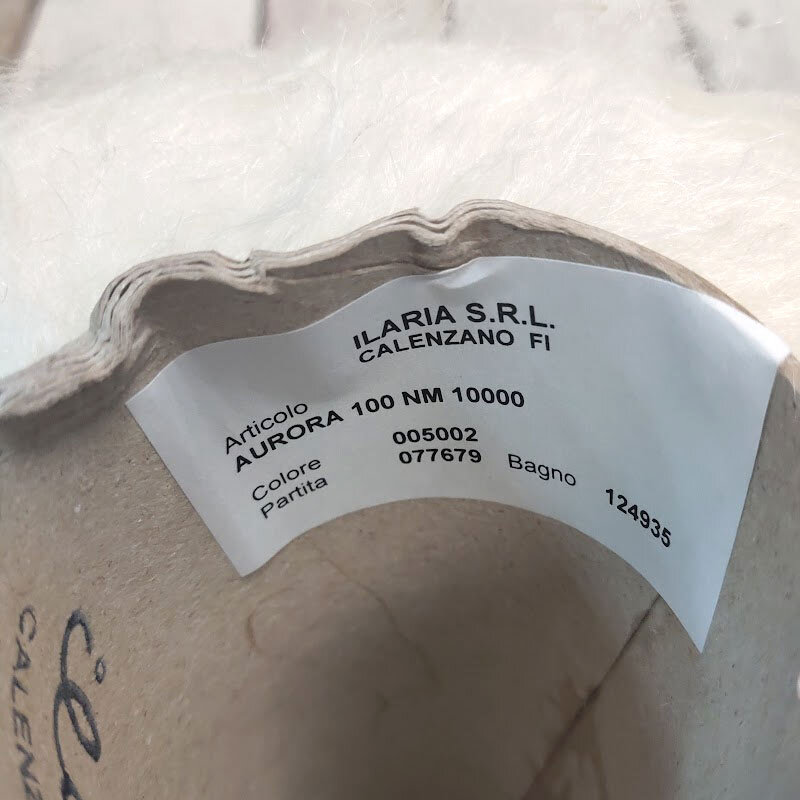 ILARIA S.R.L.
CALENZANO FI
Articolo
AURORA 100 NM 10000
Colore 005002
Partita 077679 Bagno 124935